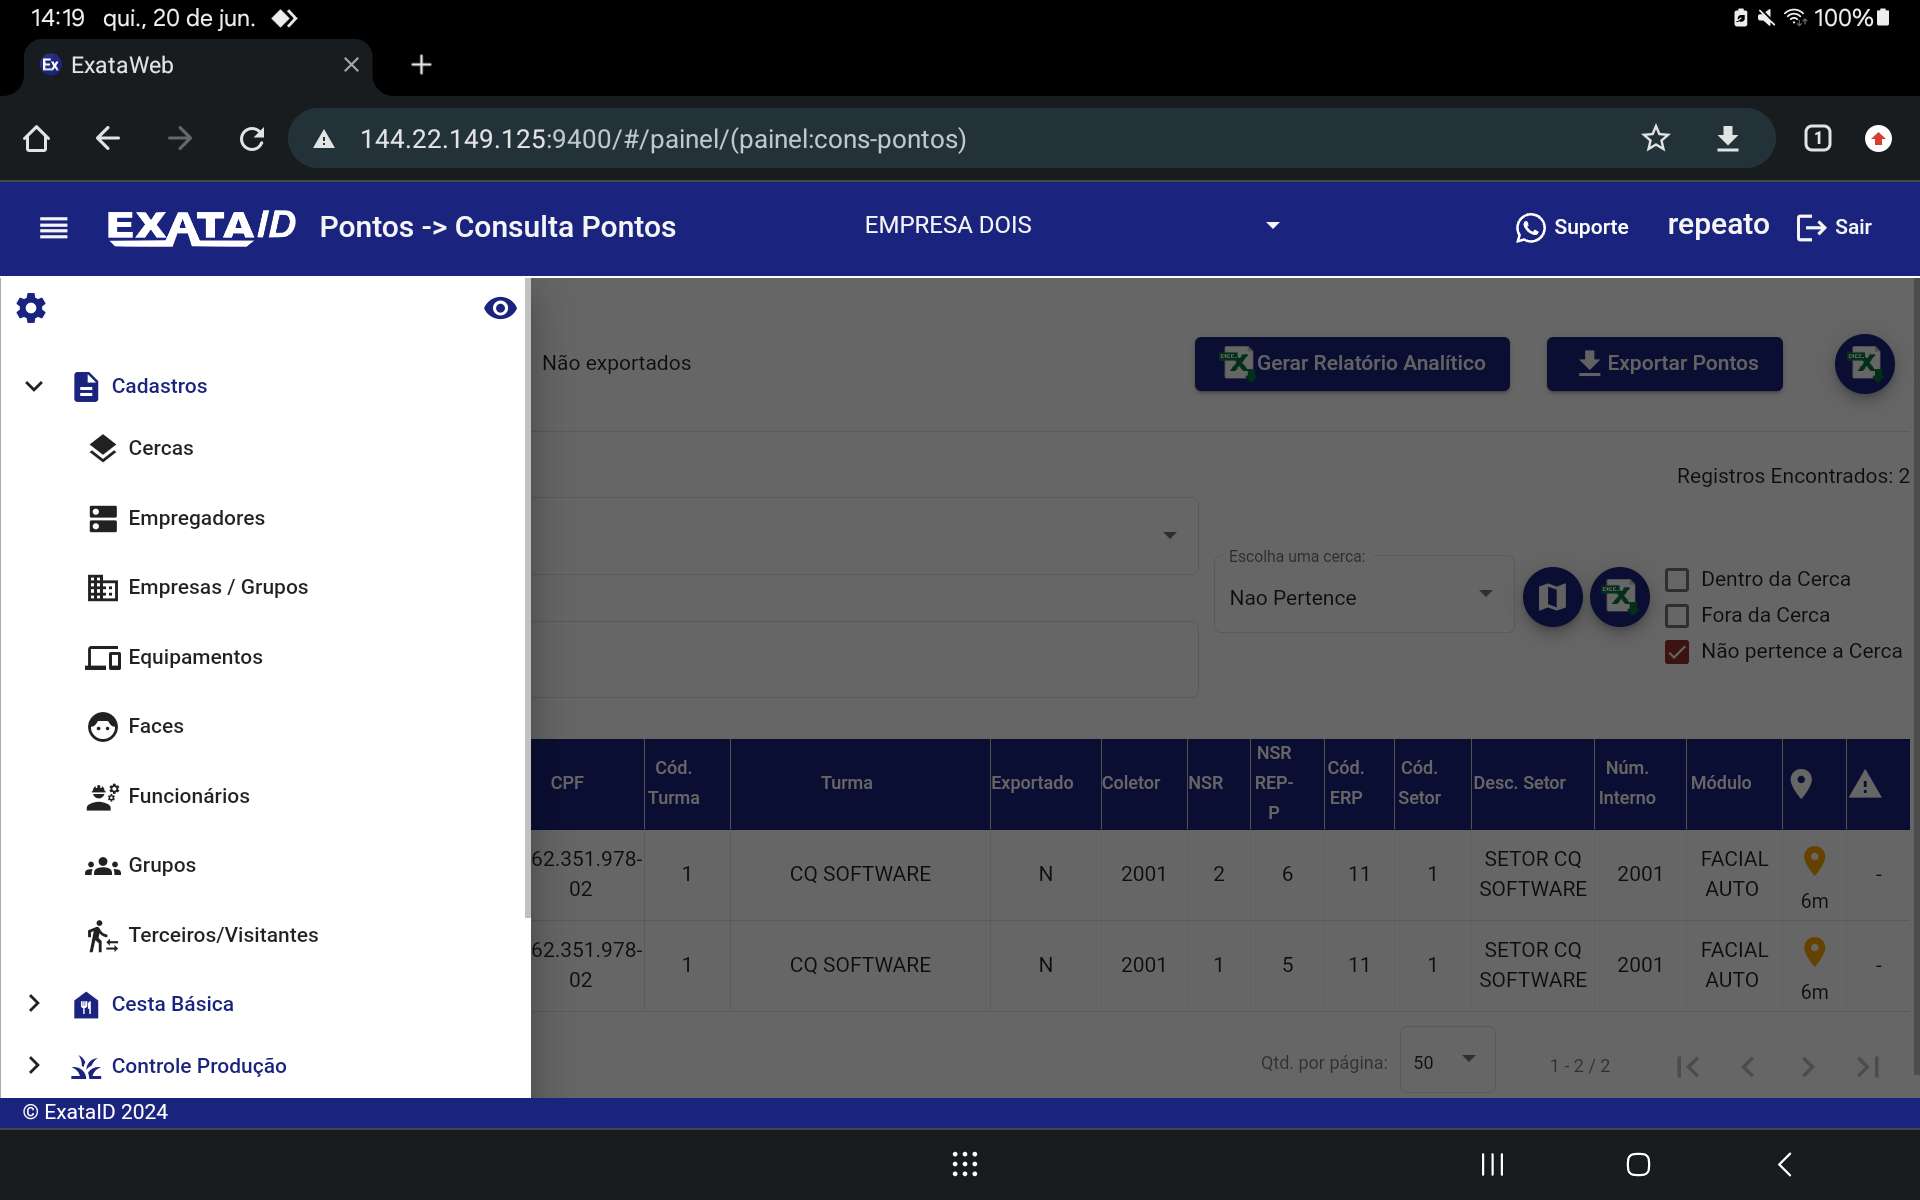 14:19 qui., 20 de jun.
100%
Ex ExataWeb
144.22.149.125:9400/#/painel/(painel:cons-pontos)
1
EXATAID Pontos -> Consulta Pontos
EMPRESA DOIS
Suporte
repeato
Sair
Cadastros
Cercas
Empregadores
Empresas / Grupos
Equipamentos
Faces
Funcionários
Grupos
Terceiros/Visitantes
Cesta Básica
Controle Produção
Não exportados
Gerar Relatório Analítico
Exportar Pontos
Registros Encontrados: 2
Escolha uma cerca:
Nao Pertence
Dentro da Cerca
Fora da Cerca
Não pertence a Cerca
CPF
Cód. Turma
Turma
Exportado
Coletor
NSR
NSR REP-P
Cód. ERP
Cód. Setor
Desc. Setor
Núm. Interno
Módulo
62.351.978-02 1 CQ SOFTWARE N 2001 2 6 11 1 SETOR CQ SOFTWARE 2001 FACIAL AUTO 6m -
62.351.978-02 1 CQ SOFTWARE N 2001 1 5 11 1 SETOR CQ SOFTWARE 2001 FACIAL AUTO 6m -
Qtd. por página: 50 1 - 2 / 2
© ExataID 2024